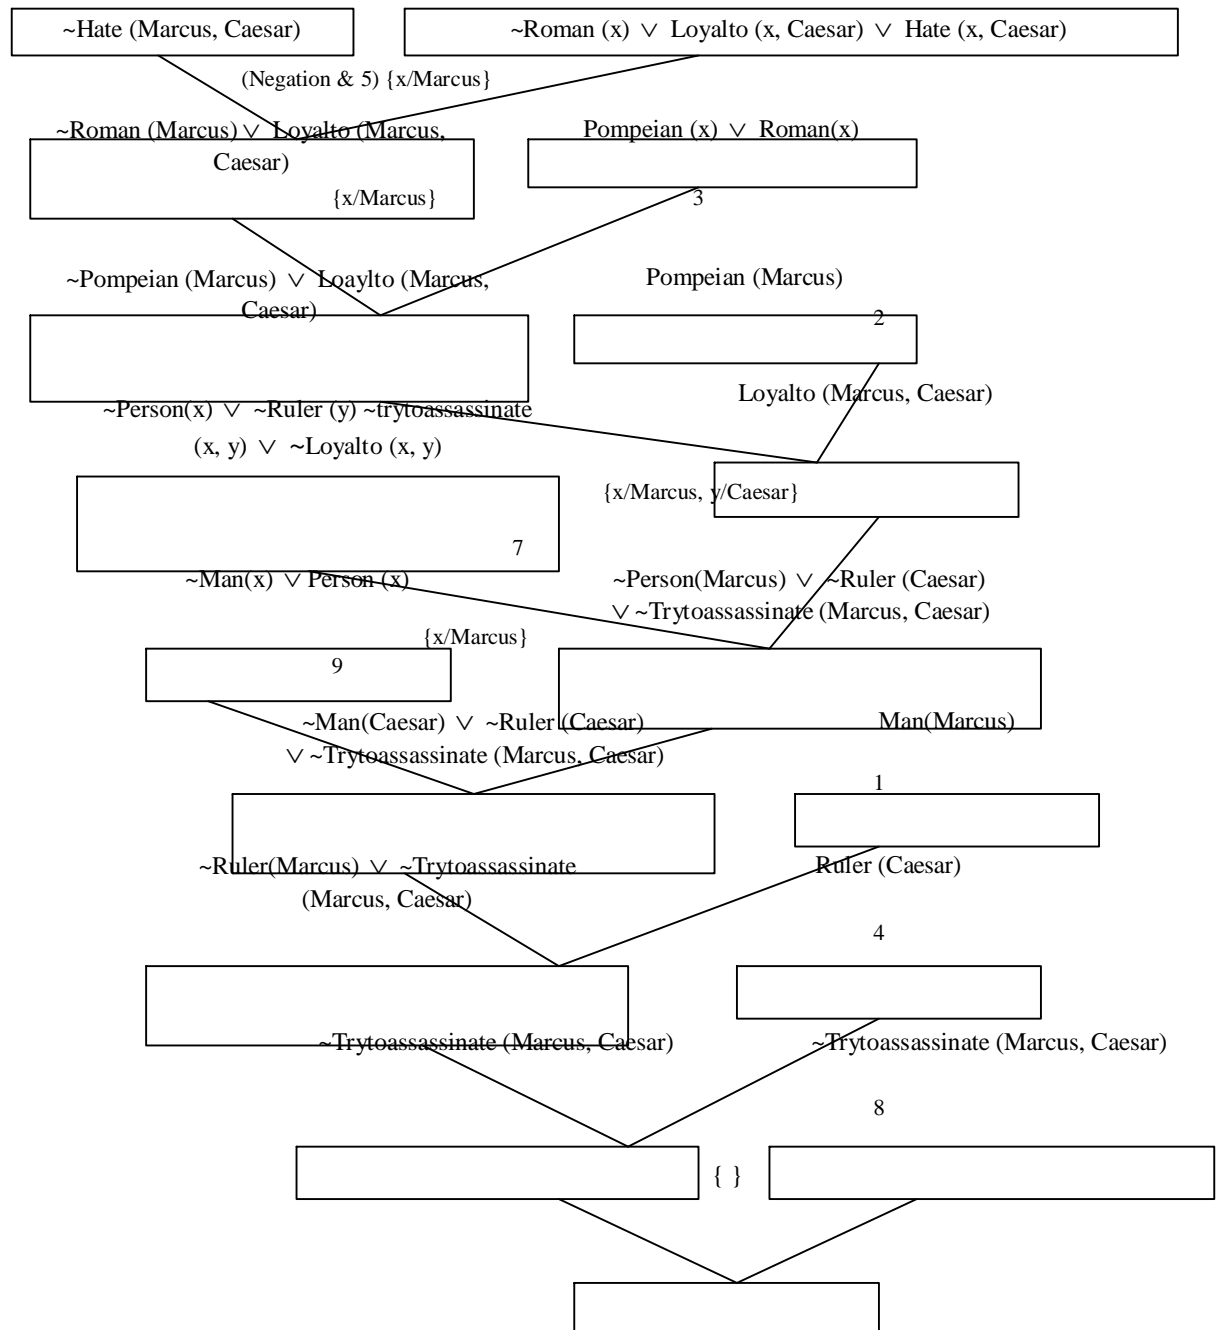 ~Hate (Marcus, Caesar)
~Roman (x) ∨ Loyalto (x, Caesar) ∨ Hate (x, Caesar)
(Negation & 5) {x/Marcus}
~Roman (Marcus) ∨ Loyalto (Marcus,
Caesar)
Pompeian (x) ∨ Roman(x)
{x/Marcus}
3
~Pompeian (Marcus) ∨ Loaylto (Marcus,
Caesar)
Pompeian (Marcus)
2
Loyalto (Marcus, Caesar)
~Person(x) ∨ ~Ruler (y) ~trytoassassinate
(x, y) ∨ ~Loyalto (x, y)
{x/Marcus, y/Caesar}
7
~Man(x) ∨ Person (x)
~Person(Marcus) ∨ ~Ruler (Caesar)
∨ ~Trytoassassinate (Marcus, Caesar)
{x/Marcus}
9
~Man(Caesar) ∨ ~Ruler (Caesar)
∨ ~Trytoassassinate (Marcus, Caesar)
Man(Marcus)
1
~Ruler(Marcus) ∨ ~Trytoassassinate
(Marcus, Caesar)
Ruler (Caesar)
4
~Trytoassassinate (Marcus, Caesar)
~Trytoassassinate (Marcus, Caesar)
8
{ }